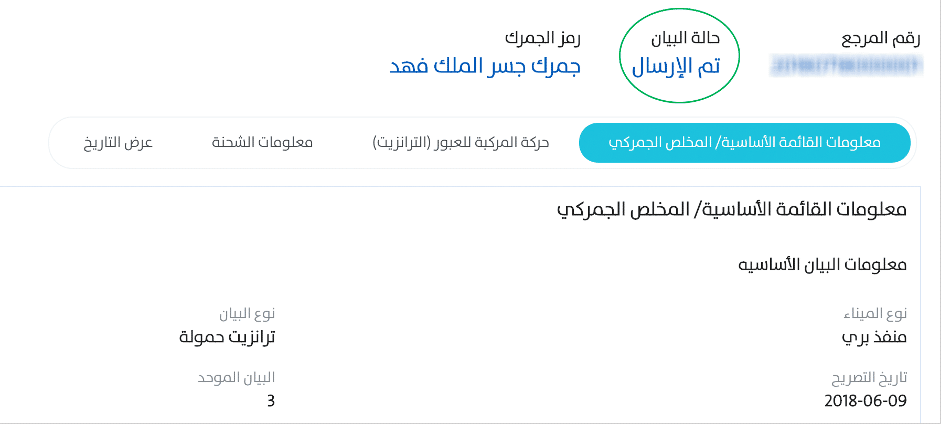 رقم المرجع
حالة البيان
تم الإرسال
رمز الجمرك
جمرك جسر الملك فهد
معلومات القائمة الأساسية/ المخلص الجمركي
حركة المركبة للعبور (الترانزيت)
معلومات الشحنة
عرض التاريخ
معلومات القائمة الأساسية/ المخلص الجمركي
معلومات البيان الأساسيه
نوع الميناء
نوع البيان
منفذ بري
ترانزيت حمولة
تاريخ التصريح
البيان الموحد
2018-06-09
3